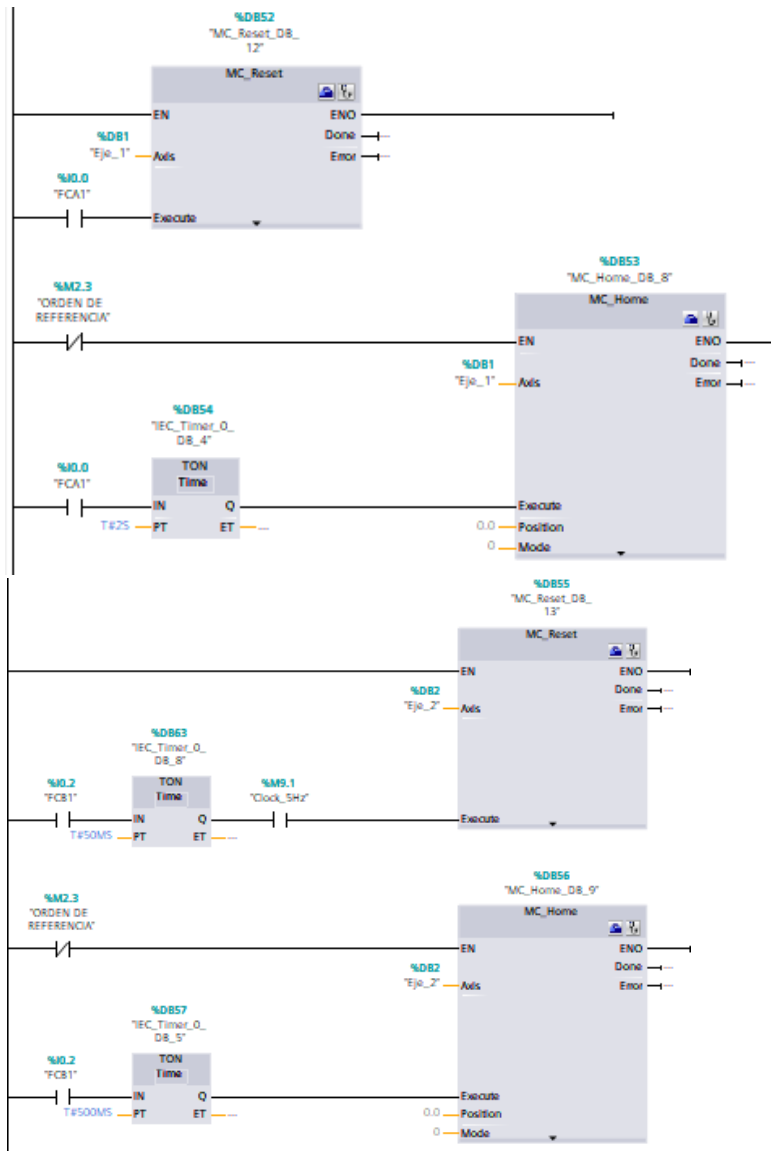 %DB52
"MC_Reset_DB_
12"
MC_Reset
EN ENO
Done
%DB1
"Eje_1" Axis Error
%I0.0
"FCA1"
Execute
%DB53
"MC_Home_DB_8"
MC_Home
%M2.3
"ORDEN DE
REFERENCIA"
EN ENO
%DB1 Done
"Eje_1" Axis Error
%DB54
"IEC_Timer_0_
DB_4"
%I0.0 TON
"FCA1" Time
IN Q Execute
T#2S PT ET ... 0.0 Position
0 Mode
%DB55
"MC_Reset_DB_
13"
MC_Reset
EN ENO
%DB2 Done
"Eje_2" Axis Error
%DB63
"IEC_Timer_0_
DB_8"
%I0.2 TON %M9.1
"FCB1" Time "Clock_5Hz"
IN Q Execute
T#50MS PT ET ...
%DB56
"MC_Home_DB_9"
MC_Home
%M2.3
"ORDEN DE
REFERENCIA"
EN ENO
%DB2 Done
"Eje_2" Axis Error
%DB57
"IEC_Timer_0_
DB_5"
%I0.2 TON
"FCB1" Time
IN Q Execute
T#500MS PT ET ... 0.0 Position
0 Mode